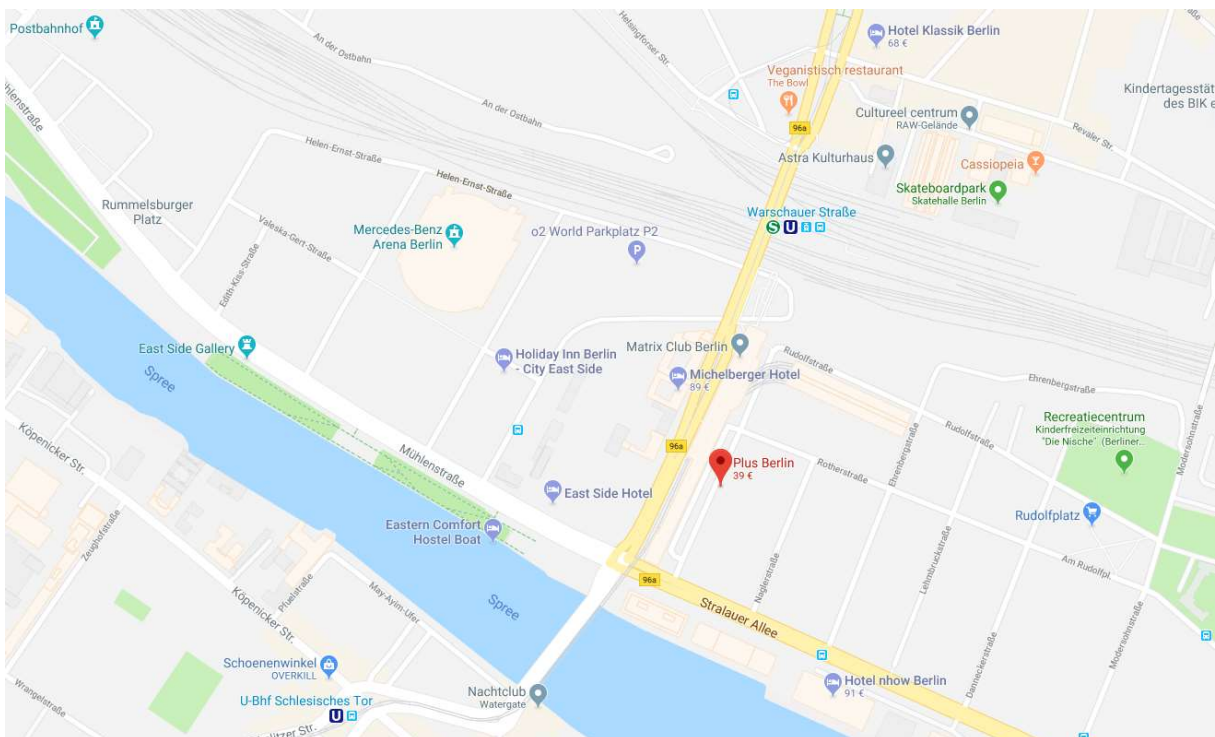 Postbahnhof
Hotel Klassik Berlin
68 €
Helsingforser Str.
An der Ostbahn
Veganistisch restaurant
The Bowl
Kindertagesstät
des BIK e
An der Ostbahn
Cultureel centrum
RAW-Gelände
96a
Revaler Str.
Astra Kulturhaus
Cassiopeia
Helen-Ernst-Straße
Helen-Ernst-Straße
Skateboardpark
Skatehalle Berlin
Rummelsburger
Platz
Valeska-Gert-Straße
Mercedes-Benz
Arena Berlin
o2 World Parkplatz P2
P
Warschauer Straße
S U
Edith-Kiss-Straße
East Side Gallery
Holiday Inn Berlin
- City East Side
Matrix Club Berlin
Rudolfstraße
Michelberger Hotel
89 €
Ehrenbergstraße
Spree
Recreatiecentrum
Kinderfreizeiteinrichtung
"Die Nische" (Berliner...
Köpenicker Str.
Mühlenstraße
96a
Plus Berlin
39 €
Rotherstraße
Ehrenbergstraße
Rudolfstraße
Modersohnstraße
East Side Hotel
Eastern Comfort
Hostel Boat
Rudolfplatz
Zeughofstraße
Köpenicker Str.
Pfuelstraße
May-Ayim-Ufer
Spree
96a
Stralauer Allee
Naglerstraße
Lehmbruckstraße
Am Rudolfpl.
Modersohnstraße
Danneckerstraße
Schoenenwinkel
OVERKILL
U-Bhf Schlesisches Tor
U
Wrangelstraße
Nachtclub
Watergate
Hotel nhow Berlin
91 €